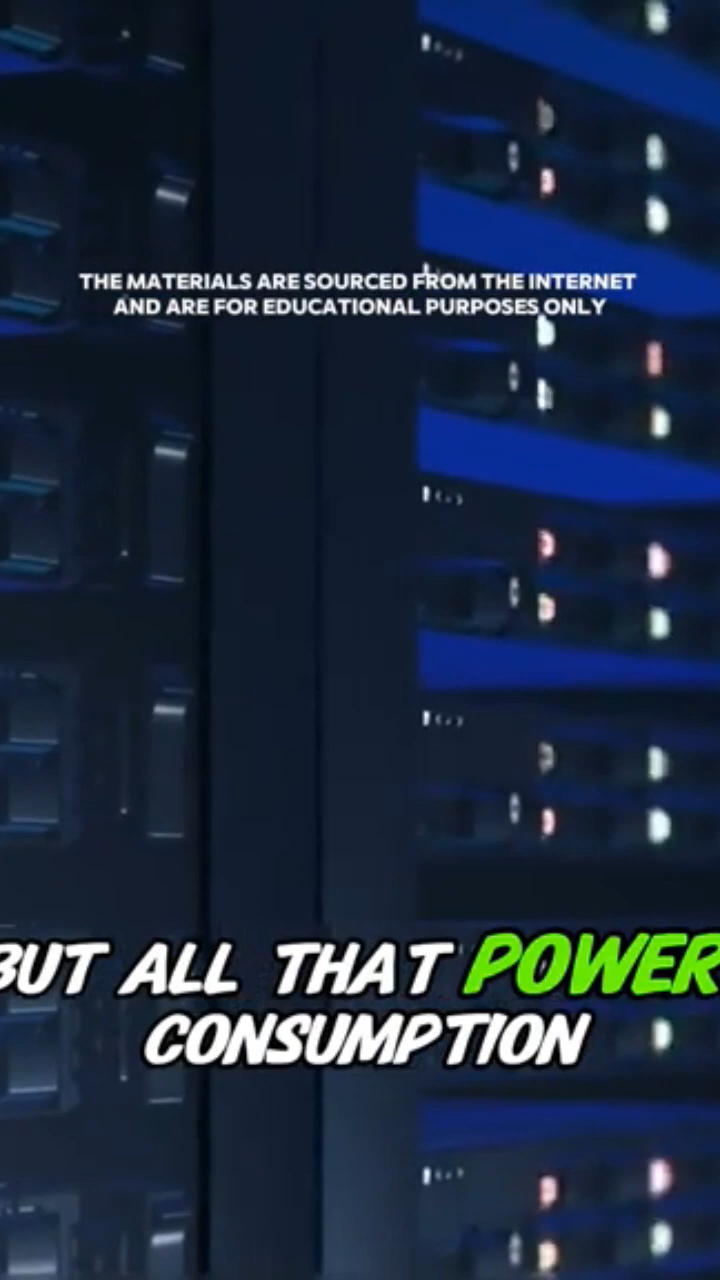 THE MATERIALS ARE SOURCED FROM THE INTERNET
AND ARE FOR EDUCATIONAL PURPOSES ONLY
BUT ALL THAT POWER
CONSUMPTION